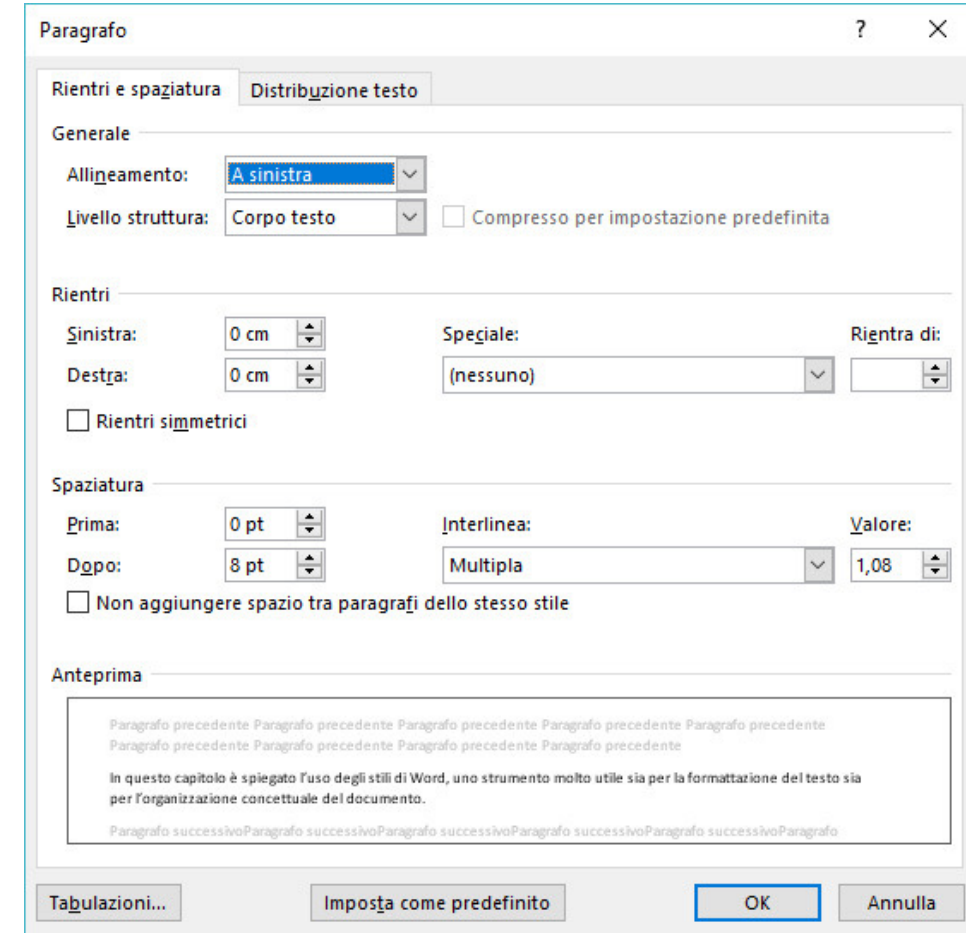 Paragrafo ?
Rientri e spaziatura Distribuzione testo
Generale
Allineamento: A sinistra
Livello struttura: Corpo testo Compresso per impostazione predefinita
Rientri
Sinistra: 0 cm Speciale: Rientra di:
Destra: 0 cm (nessuno)
Rientri simmetrici
Spaziatura
Prima: 0 pt Interlinea: Valore:
Dopo: 8 pt Multipla 1,08
Non aggiungere spazio tra paragrafi dello stesso stile
Anteprima
Paragrafo precedente Paragrafo precedente Paragrafo precedente Paragrafo precedente Paragrafo precedente
Paragrafo precedente Paragrafo precedente Paragrafo precedente Paragrafo precedente
In questo capitolo è spiegato l'uso degli stili di Word, uno strumento molto utile sia per la formattazione del testo sia
per l'organizzazione concettuale del documento.
Paragrafo successivoParagrafo successivoParagrafo successivoParagrafo successivoParagrafo successivoParagrafo
Tabulazioni... Imposta come predefinito OK Annulla